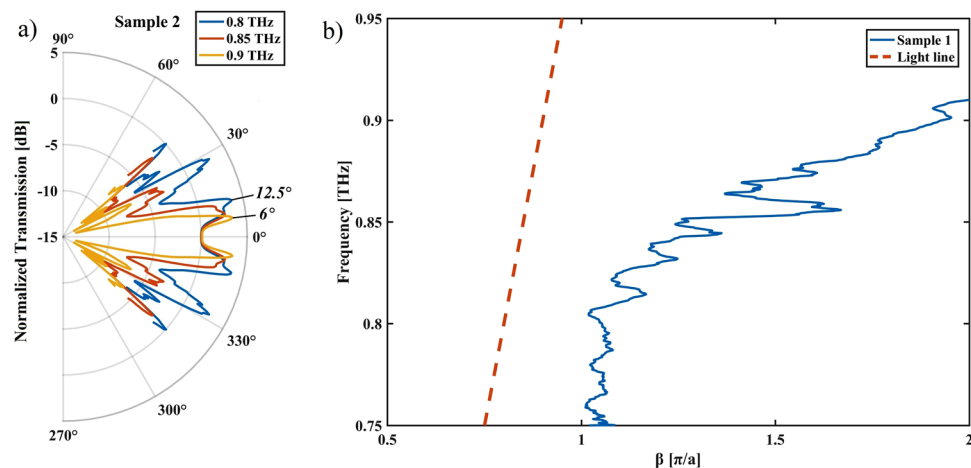 a)
Sample 2
0.8 THz
0.85 THz
0.9 THz
90°
60°
30°
12.5°
6°
0°
330°
300°
270°
5
0
-5
-10
-15
Normalized Transmission [dB]
b)
Sample 1
Light line
0.95
0.9
0.85
0.8
0.75
Frequency [THz]
0.5
1
1.5
2
β [π/a]